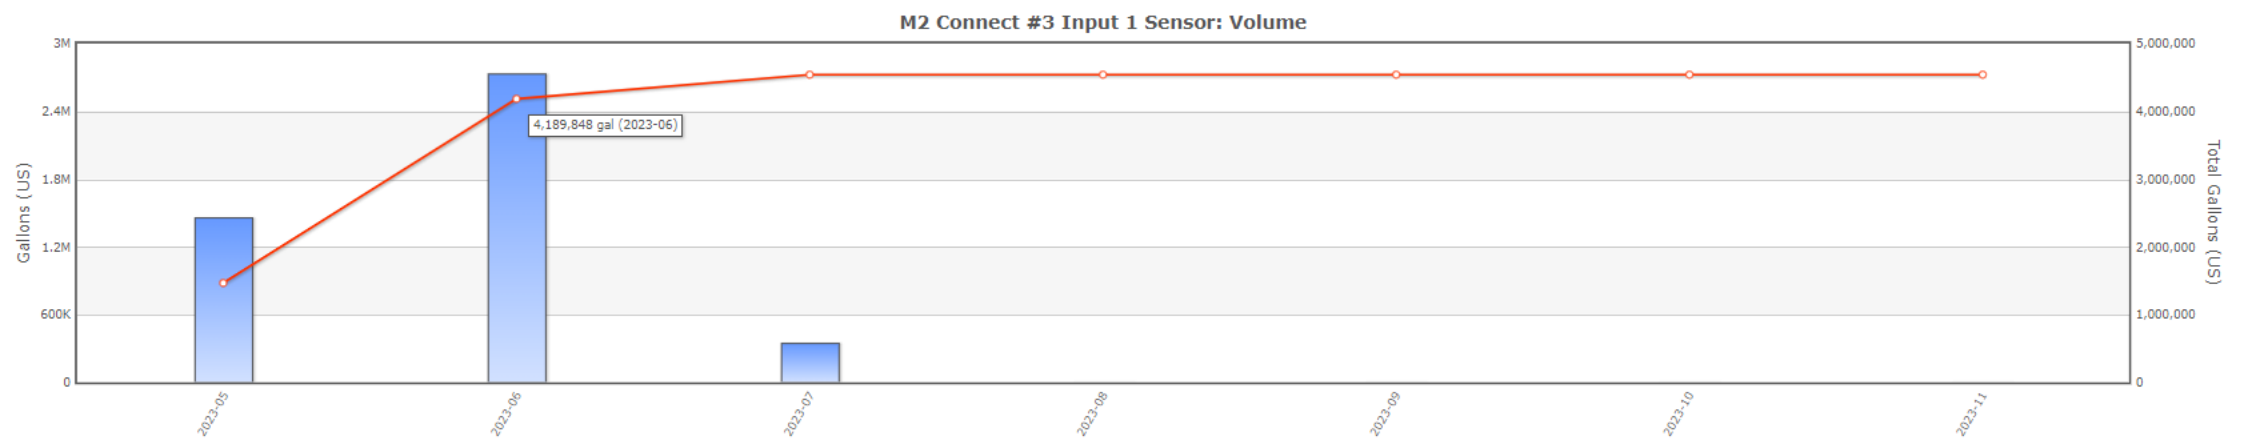 M2 Connect #3 Input 1 Sensor: Volume
3M
2.4M
1.8M
1.2M
600K
0
Gallons (US)
5,000,000
4,000,000
3,000,000
2,000,000
1,000,000
0
Total Gallons (US)
4,189,848 gal (2023-06)
2023-05
2023-06
2023-07
2023-08
2023-09
2023-10
2023-11